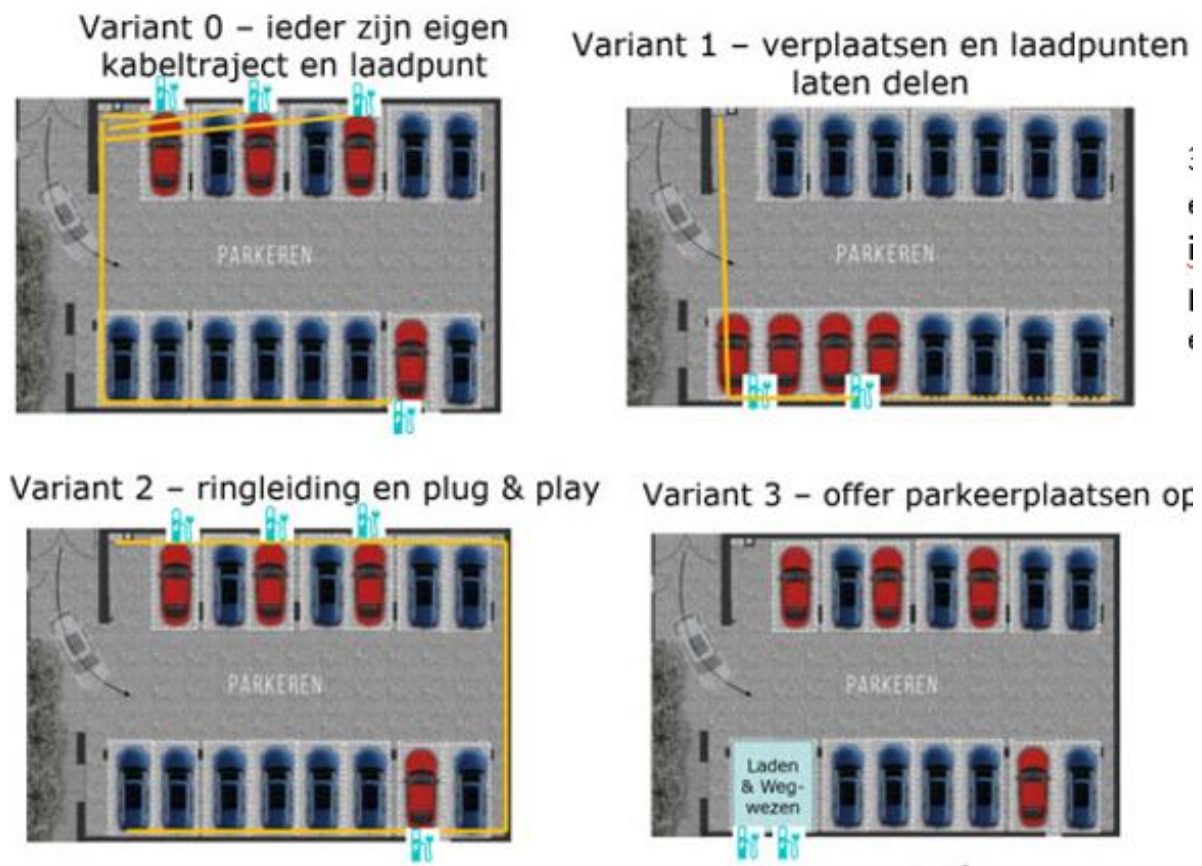 Variant 0 – ieder zijn eigen
kabeltraject en laadpunt
PARKEREN
Variant 1 – verplaatsen en laadpunten
laten delen
PARKEREN
Variant 2 – ringleiding en plug & play
PARKEREN
Variant 3 – offer parkeerplaatsen op
PARKEREN
Laden
& Weg-
wezen